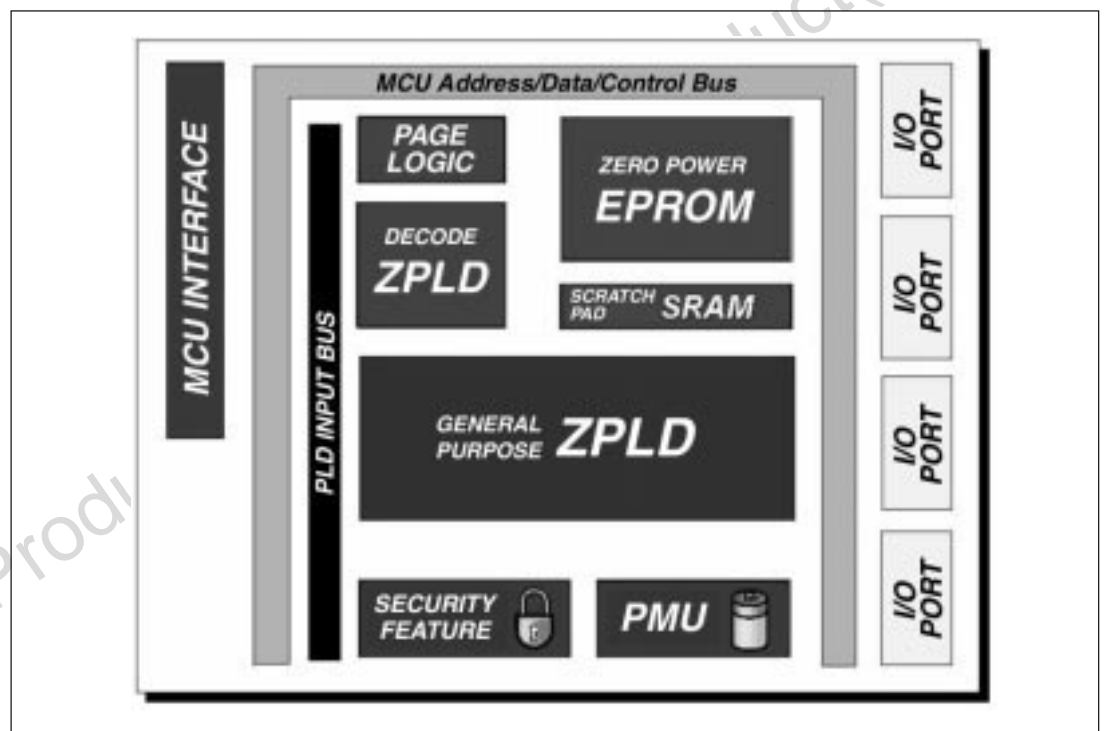 MCU Address/Data/Control Bus
MCU INTERFACE
PLD INPUT BUS
PAGE
LOGIC
DECODE
ZPLD
ZERO POWER
EPROM
SCRATCH
PAD
SRAM
GENERAL
PURPOSE
ZPLD
SECURITY
FEATURE
PMU
I/O
PORT
I/O
PORT
I/O
PORT
I/O
PORT